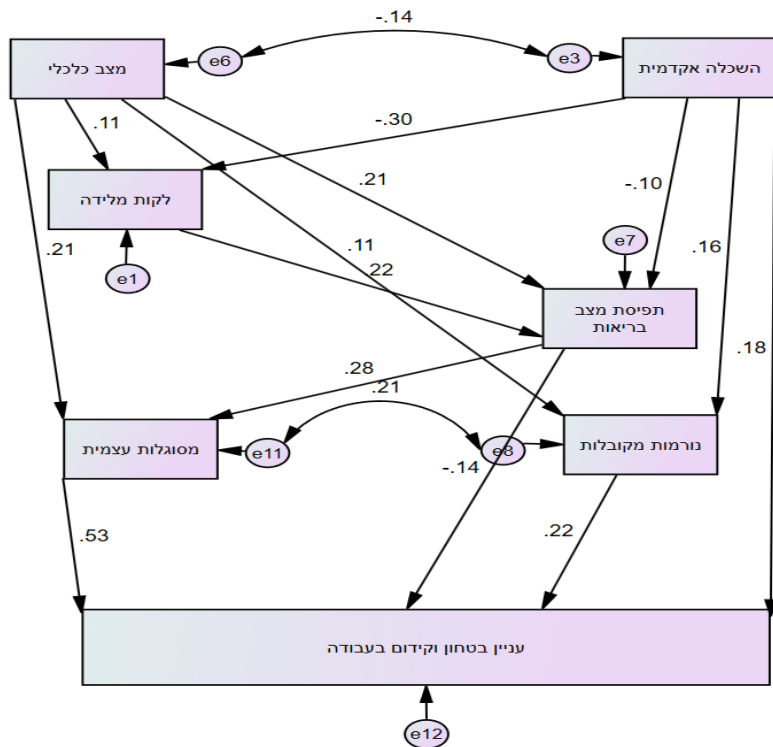 -.14
מצב כלכלי
e6
e3
השכלה אקדמית
.11
-.30
לקות מלידה
.21
-.10
e7
.16
.21
.11
.22
e1
תפיסת מצב
בריאות
.18
.28
.21
מסוגלות עצמית
e11
e8
נורמות מקובלות
-.14
.53
.22
עניין בטחון וקידום בעבודה
e12